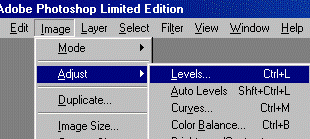 Adobe Photoshop Limited Edition
Edit Image Layer Select Filter View Window Help
Mode
Adjust
Levels... Ctrl+L
Auto Levels Shft+Ctrl+L
Duplicate...
Curves... Ctrl+M
Image Size...
Color Balance... Ctrl+B